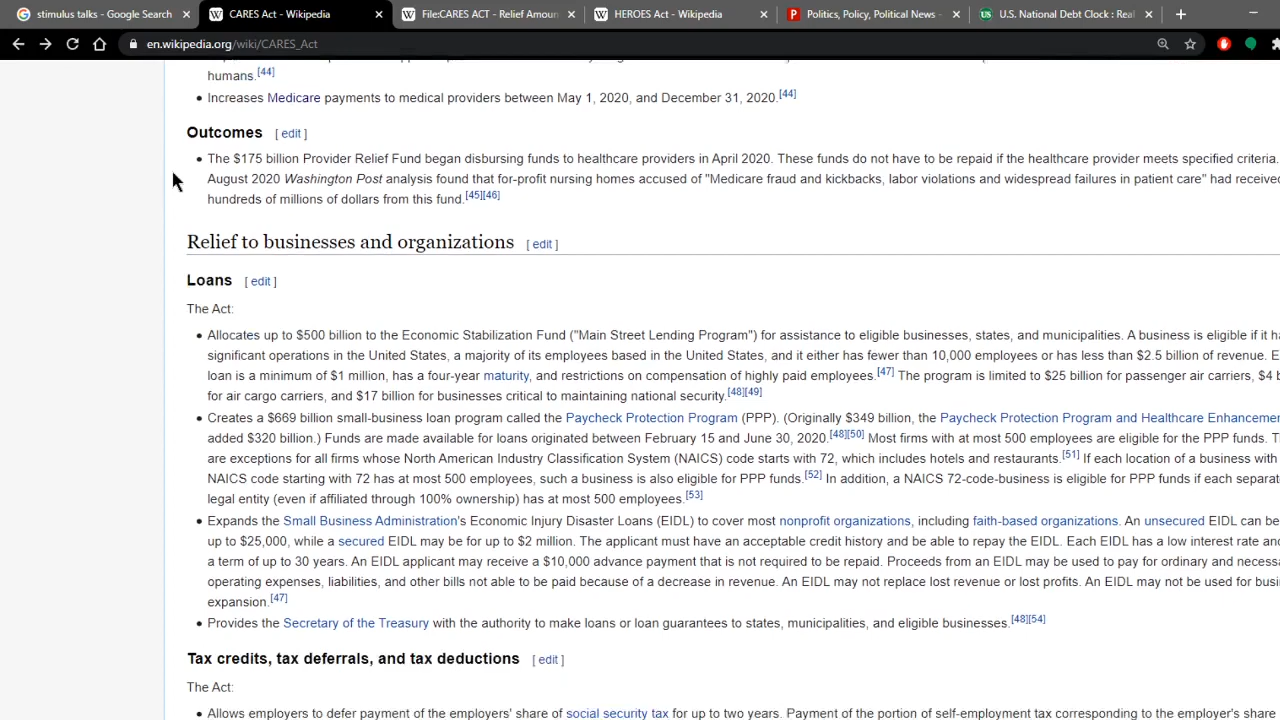 stimulus talks - Google Search
CARES Act - Wikipedia
File:CARES ACT - Relief Amoun
HEROES Act - Wikipedia
Politics, Policy, Political News -
U.S. National Debt Clock : Real
en.wikipedia.org/wiki/CARES_Act
humans.[44]
Increases Medicare payments to medical providers between May 1, 2020, and December 31, 2020.[44]
Outcomes [ edit ]
The $175 billion Provider Relief Fund began disbursing funds to healthcare providers in April 2020. These funds do not have to be repaid if the healthcare provider meets specified criteria.
August 2020 Washington Post analysis found that for-profit nursing homes accused of "Medicare fraud and kickbacks, labor violations and widespread failures in patient care" had received
hundreds of millions of dollars from this fund.[45][46]
Relief to businesses and organizations [ edit ]
Loans [ edit ]
The Act:
Allocates up to $500 billion to the Economic Stabilization Fund ("Main Street Lending Program") for assistance to eligible businesses, states, and municipalities. A business is eligible if it ha
significant operations in the United States, a majority of its employees based in the United States, and it either has fewer than 10,000 employees or has less than $2.5 billion of revenue. E
loan is a minimum of $1 million, has a four-year maturity, and restrictions on compensation of highly paid employees.[47] The program is limited to $25 billion for passenger air carriers, $4 b
for air cargo carriers, and $17 billion for businesses critical to maintaining national security.[48][49]
Creates a $669 billion small-business loan program called the Paycheck Protection Program (PPP). (Originally $349 billion, the Paycheck Protection Program and Healthcare Enhancemen
added $320 billion.) Funds are made available for loans originated between February 15 and June 30, 2020.[48][50] Most firms with at most 500 employees are eligible for the PPP funds. T
are exceptions for all firms whose North American Industry Classification System (NAICS) code starts with 72, which includes hotels and restaurants.[51] If each location of a business with
NAICS code starting with 72 has at most 500 employees, such a business is also eligible for PPP funds.[52] In addition, a NAICS 72-code-business is eligible for PPP funds if each separat
legal entity (even if affiliated through 100% ownership) has at most 500 employees.[53]
Expands the Small Business Administration's Economic Injury Disaster Loans (EIDL) to cover most nonprofit organizations, including faith-based organizations. An unsecured EIDL can be
up to $25,000, while a secured EIDL may be for up to $2 million. The applicant must have an acceptable credit history and be able to repay the EIDL. Each EIDL has a low interest rate and
a term of up to 30 years. An EIDL applicant may receive a $10,000 advance payment that is not required to be repaid. Proceeds from an EIDL may be used to pay for ordinary and necess
operating expenses, liabilities, and other bills not able to be paid because of a decrease in revenue. An EIDL may not replace lost revenue or lost profits. An EIDL may not be used for busi
expansion.[47]
Provides the Secretary of the Treasury with the authority to make loans or loan guarantees to states, municipalities, and eligible businesses.[48][54]
Tax credits, tax deferrals, and tax deductions [ edit ]
The Act:
Allows employers to defer payment of the employers' share of social security tax for up to two years. Payment of the portion of self-employment tax corresponding to the employer's share